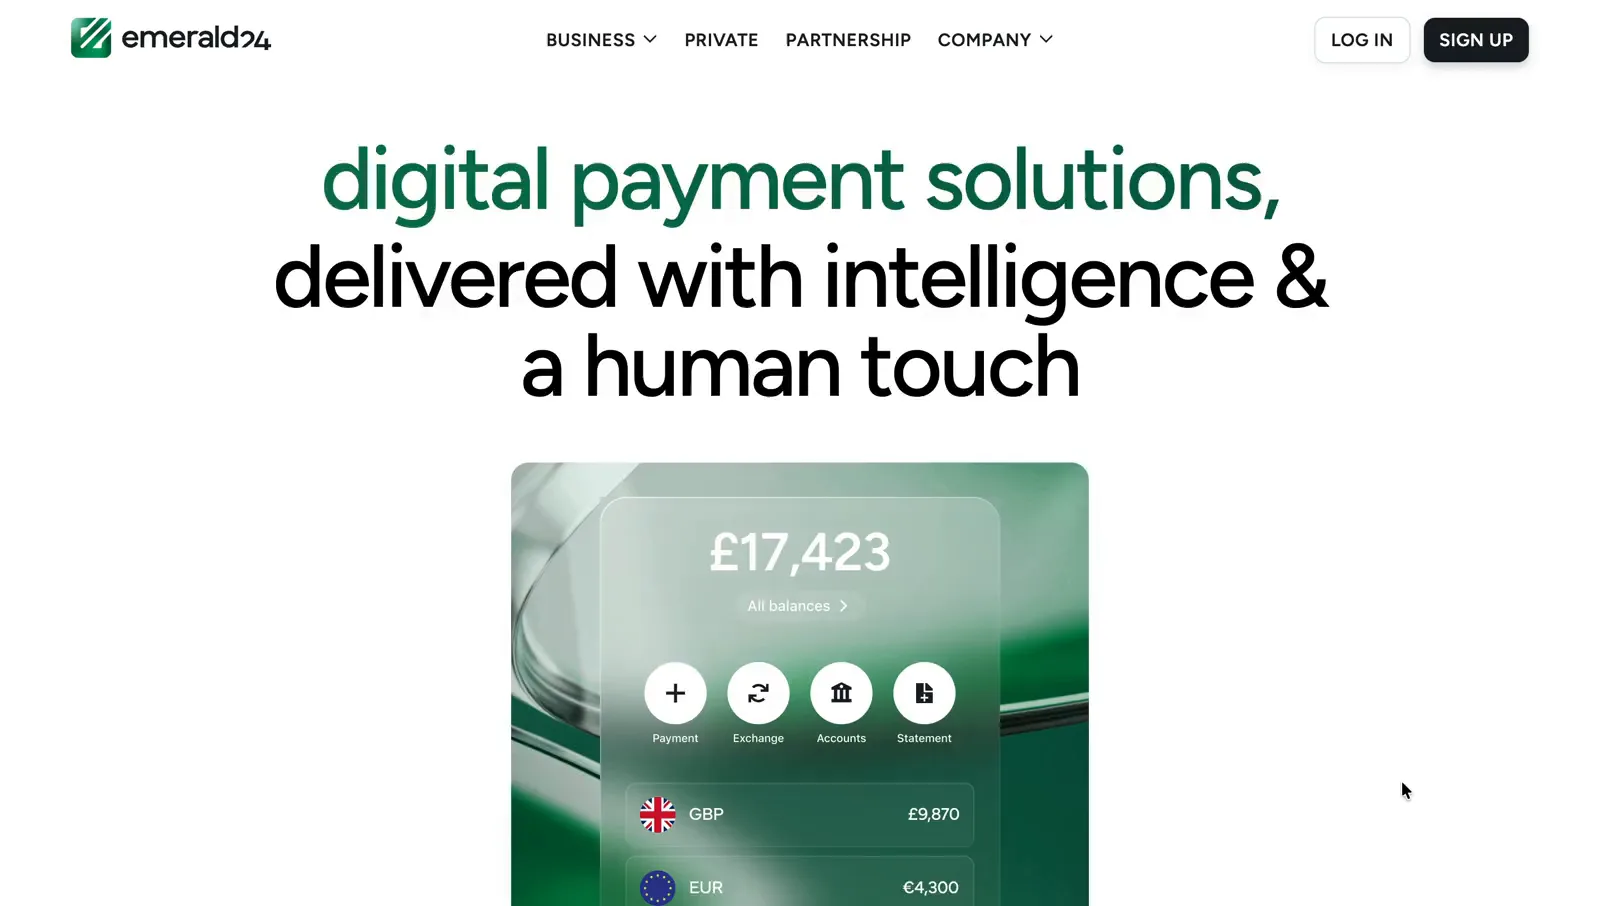 emerald24
BUSINESS
PRIVATE
PARTNERSHIP
COMPANY
LOG IN
SIGN UP
digital payment solutions,
delivered with intelligence &
a human touch
£17,423
All balances
Payment
Exchange
Accounts
Statement
GBP
£9,870
EUR
€4,300